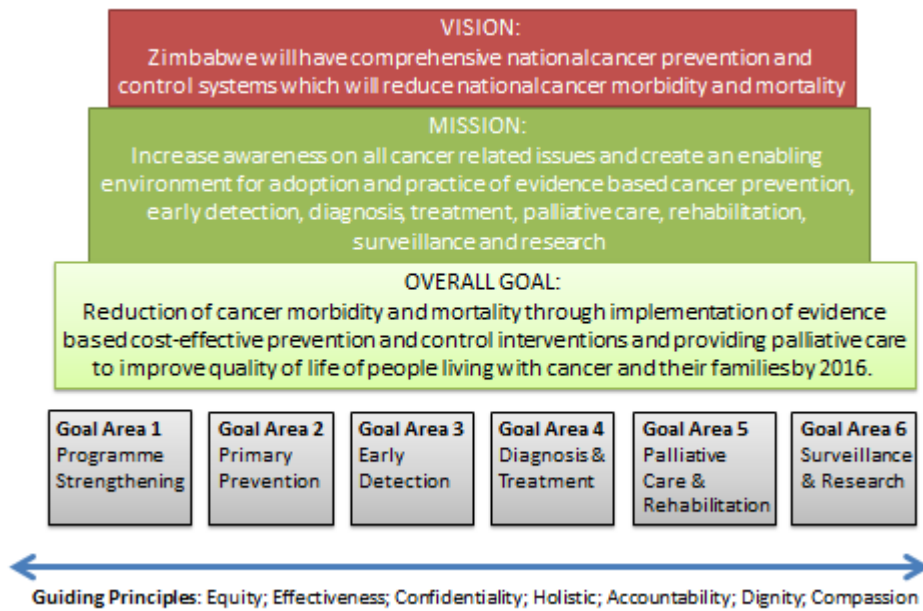 VISION:
Zimbabwe will have comprehensive national cancer prevention and
control systems which will reduce national cancer morbidity and mortality
MISSION:
Increase awareness on all cancer related issues and create an enabling
environment for adoption and practice of evidence based cancer prevention,
early detection, diagnosis, treatment, palliative care, rehabilitation,
surveillance and research
OVERALL GOAL:
Reduction of cancer morbidity and mortality through implementation of evidence
based cost-effective prevention and control interventions and providing palliative care
to improve quality of life of people living with cancer and their families by 2016.
Goal Area 1
Programme
Strengthening
Goal Area 2
Primary
Prevention
Goal Area 3
Early
Detection
Goal Area 4
Diagnosis &
Treatment
Goal Area 5
Palliative
Care &
Rehabilitation
Goal Area 6
Surveillance
& Research
Guiding Principles: Equity; Effectiveness; Confidentiality; Holistic; Accountability; Dignity; Compassion